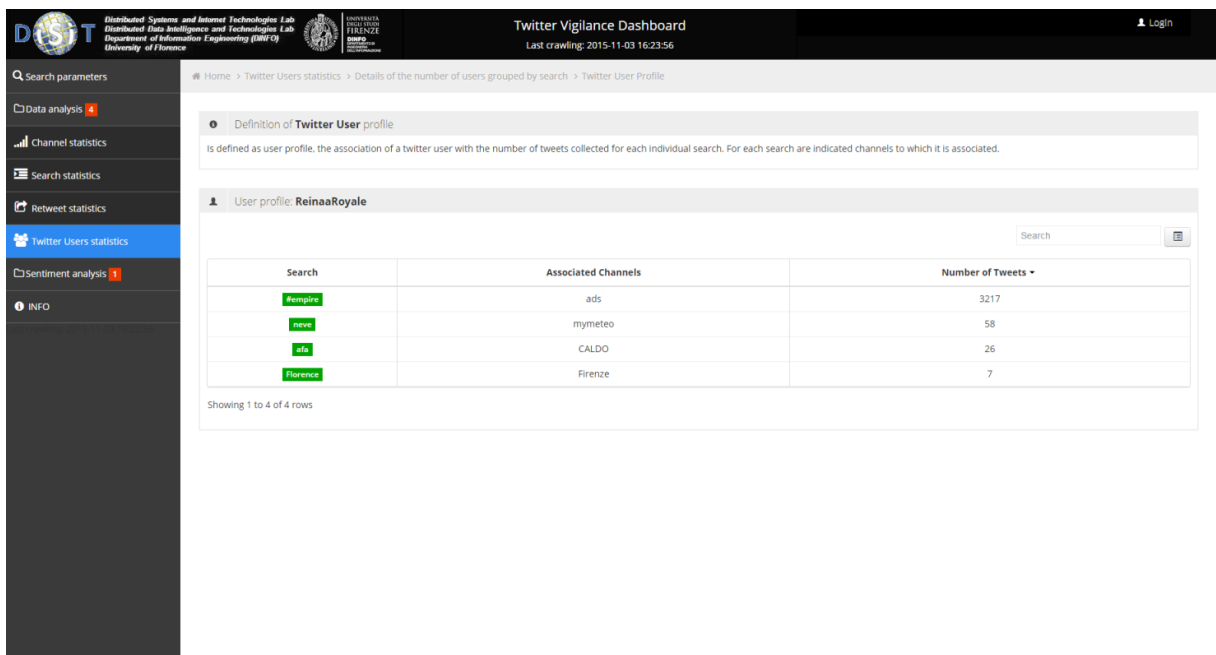 DISIT
Distributed Systems and Internet Technologies Lab
Distributed Data Intelligence and Technologies Lab
Department of Information Engineering (DINFO)
University of Florence
UNIVERSITÀ
DEGLI STUDI
FIRENZE
DINFO
DIPARTIMENTO DI
INGEGNERIA
DELL'INFORMAZIONE
Twitter Vigilance Dashboard
Last crawling: 2015-11-03 16:23:56
Login
Search parameters
Data analysis 4
Channel statistics
Search statistics
Retweet statistics
Twitter Users statistics
Sentiment analysis 1
INFO
Home > Twitter Users statistics > Details of the number of users grouped by search > Twitter User Profile
Definition of Twitter User profile
Is defined as user profile, the association of a twitter user with the number of tweets collected for each individual search. For each search are indicated channels to which it is associated.
User profile: ReinaaRoyale
Search
Search Associated Channels Number of Tweets
#empire ads 3217
neve mymeteo 58
afa CALDO 26
Florence Firenze 7
Showing 1 to 4 of 4 rows